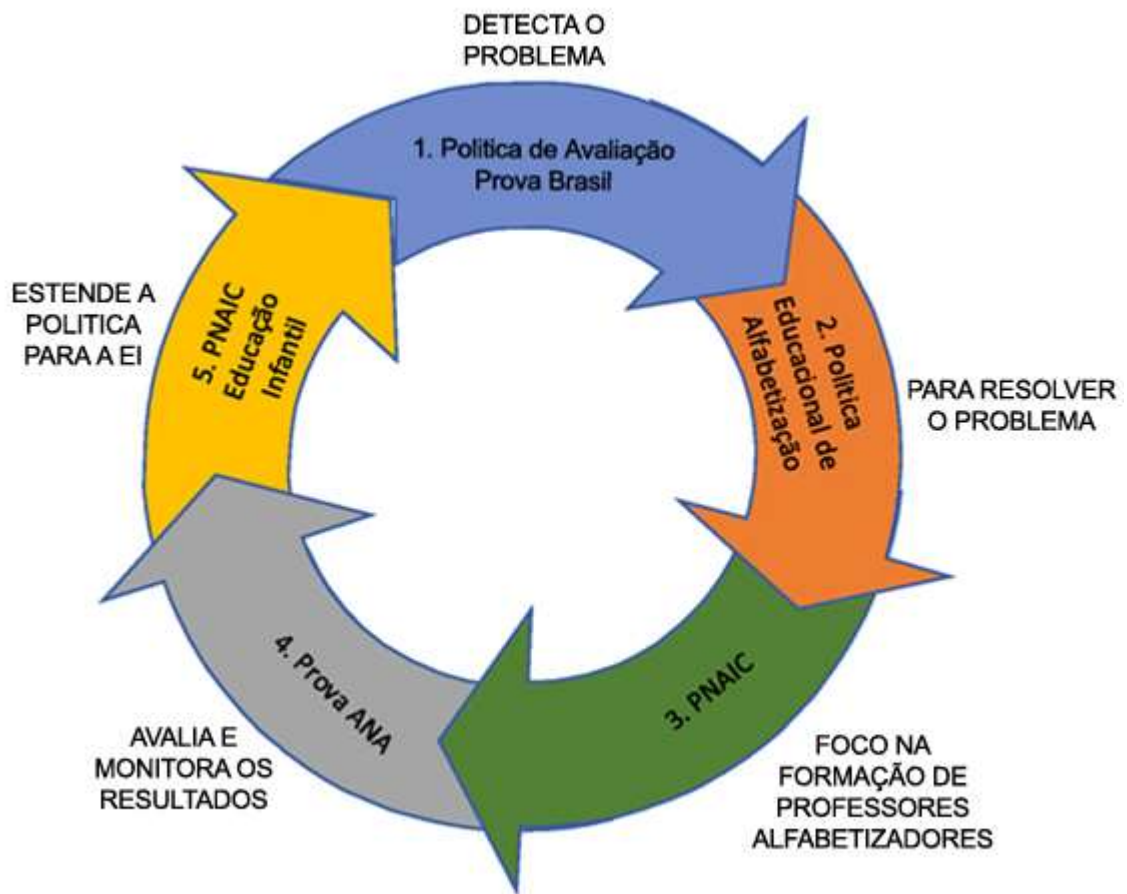 DETECTA O
PROBLEMA
1. Politica de Avaliação
Prova Brasil
2. Política
Educacional de
Alfabetização
PARA RESOLVER
O PROBLEMA
3. PNAIC
FOCO NA
FORMAÇÃO DE
PROFESSORES
ALFABETIZADORES
4. Prova ANA
AVALIA E
MONITORA OS
RESULTADOS
5. PNAIC
Educação
Infantil
ESTENDE A
POLITICA
PARA A EI